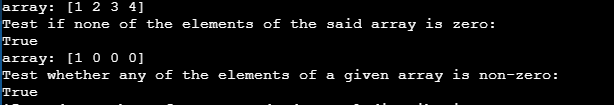 array: [1 2 3 4]
Test if none of the elements of the said array is zero:
True
array: [1 0 0 0]
Test whether any of the elements of a given array is non-zero:
True